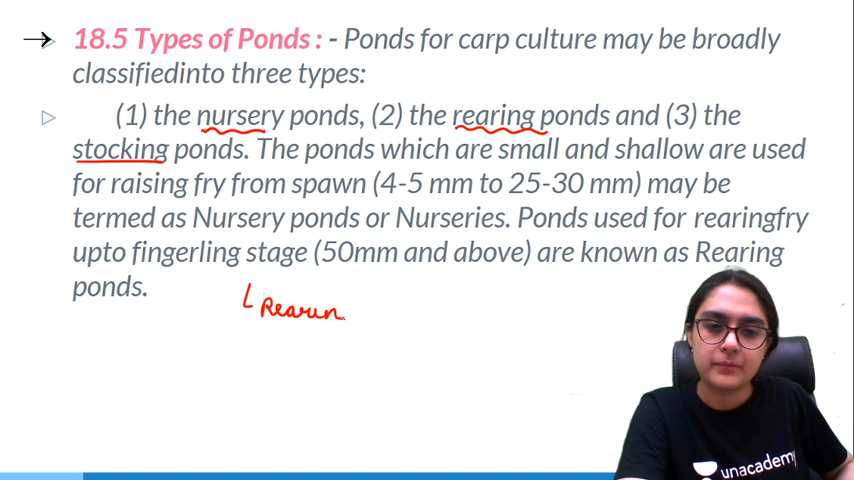 → 18.5 Types of Ponds : - Ponds for carp culture may be broadly
classifiedinto three types:
(1) the nursery ponds, (2) the rearing ponds and (3) the
stocking ponds. The ponds which are small and shallow are used
for raising fry from spawn (4-5 mm to 25-30 mm) may be
termed as Nursery ponds or Nurseries. Ponds used for rearingfry
upto fingerling stage (50mm and above) are known as Rearing
ponds.
Rearin
unacademy